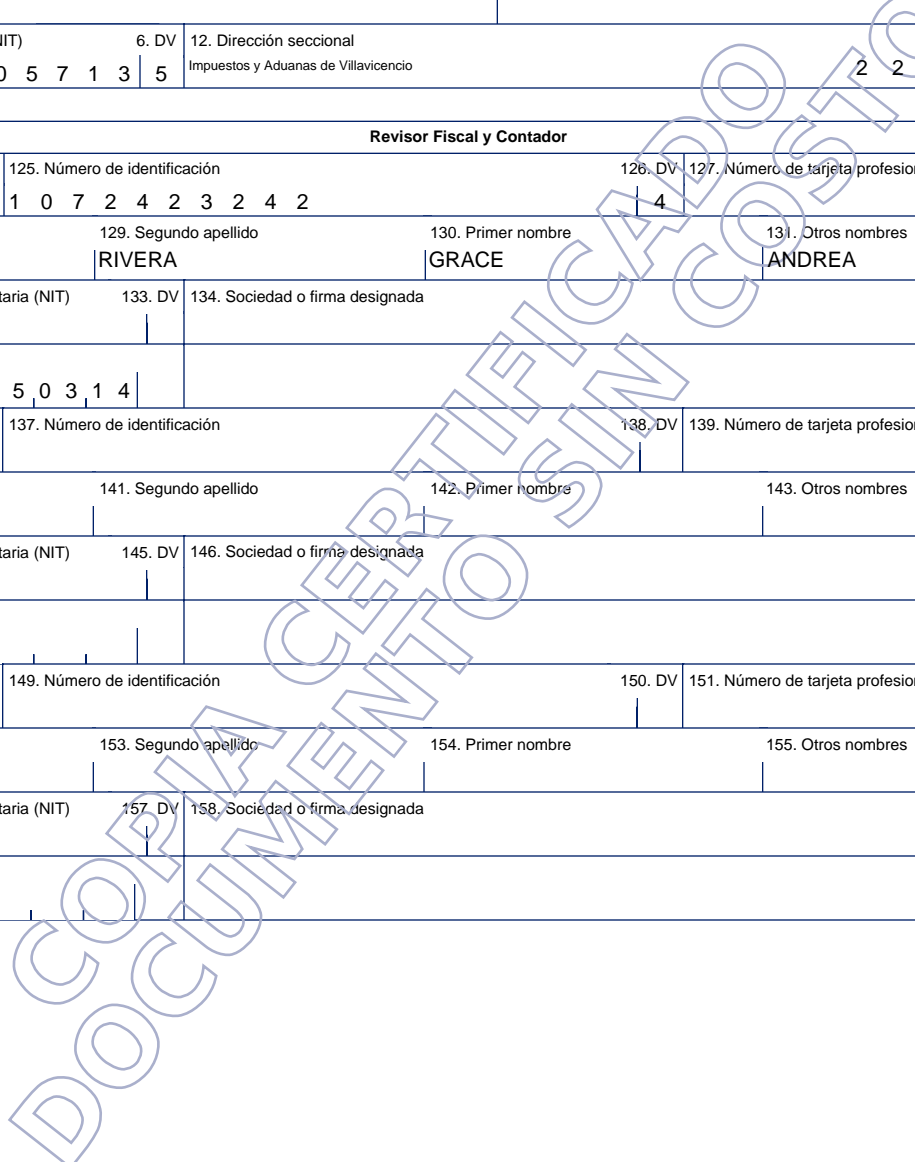 IT) 6. DV 12. Dirección seccional
0 5 7 1 3 5 Impuestos y Aduanas de Villavicencio 2 2
Revisor Fiscal y Contador
125. Número de identificación 126. DV 127. Número de tarjeta profesion
1 0 7 2 4 2 3 2 4 2 4
129. Segundo apellido 130. Primer nombre 131. Otros nombres
RIVERA GRACE ANDREA
taria (NIT) 133. DV 134. Sociedad o firma designada
5 0 3 1 4
137. Número de identificación 138. DV 139. Número de tarjeta profesion
141. Segundo apellido 142. Primer nombre 143. Otros nombres
taria (NIT) 145. DV 146. Sociedad o firma designada
149. Número de identificación 150. DV 151. Número de tarjeta profesion
153. Segundo apellido 154. Primer nombre 155. Otros nombres
taria (NIT) 157. DV 158. Sociedad o firma designada
COPIA CERTIFICADO
DOCUMENTO SIN COSTO